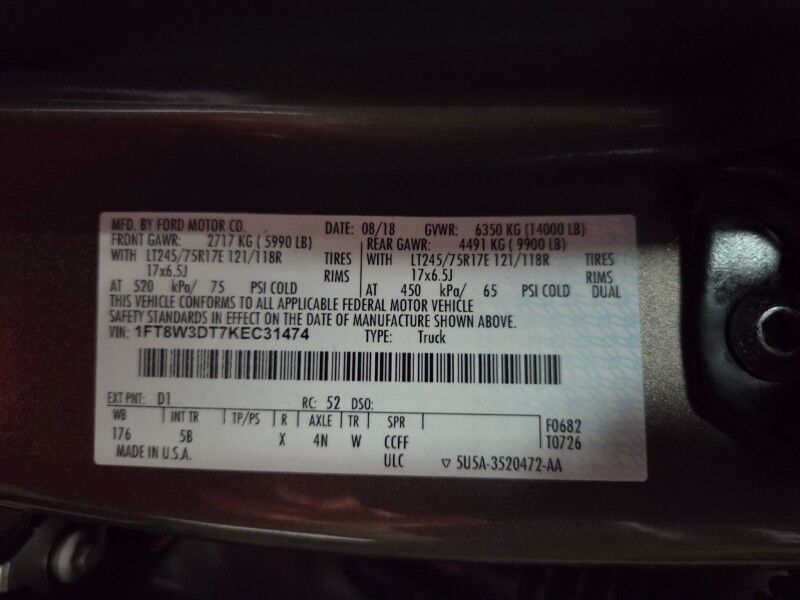 MFD. BY FORD MOTOR CO. DATE: 08/18 GVWR: 6350 KG (14000 LB)
FRONT GAWR: 2717 KG ( 5990 LB) REAR GAWR: 4491 KG ( 9900 LB)
WITH LT245/75R17E 121/118R TIRES WITH LT245/75R17E 121/118R TIRES
17x6.5J RIMS 17x6.5J RIMS
AT 520 kPa/ 75 PSI COLD AT 450 kPa/ 65 PSI COLD DUAL
THIS VEHICLE CONFORMS TO ALL APPLICABLE FEDERAL MOTOR VEHICLE
SAFETY STANDARDS IN EFFECT ON THE DATE OF MANUFACTURE SHOWN ABOVE.
VIN: 1FT8W3DT7KEC31474 TYPE: Truck
EXT PNT: D1 RC: 52 DSO:
WB INT TR TP/PS R AXLE TR SPR F0682
176 5B X 4N W CCFF T0726
MADE IN U.S.A. ULC ▽ 5U5A-3520472-AA